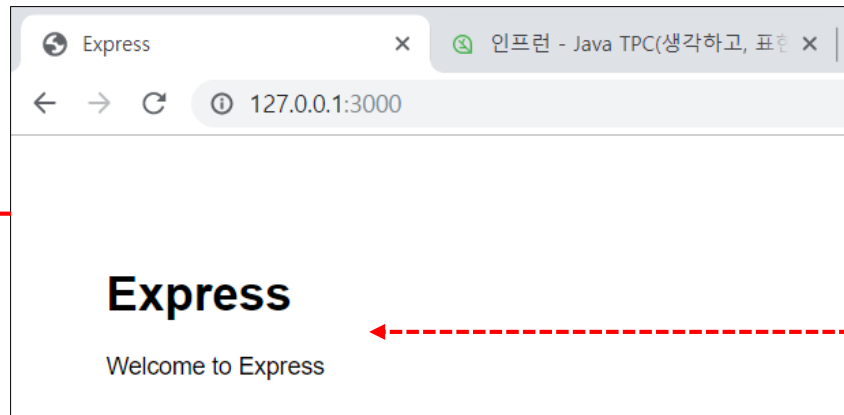 Express
인프런 - Java TPC(생각하고, 표현
127.0.0.1:3000
Express
Welcome to Express